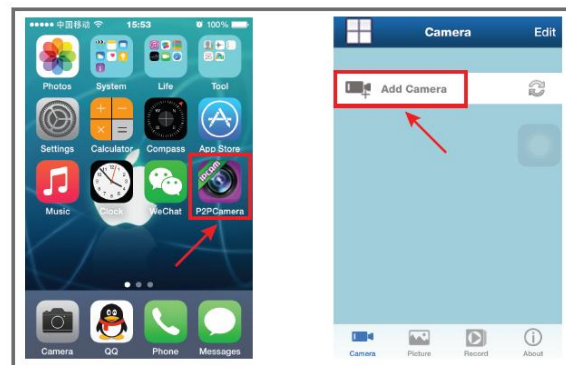 中国移动 15:53 100%
Photos System Life Tool
Settings Calculator Compass App Store
Music Clock WeChat P2PCamera
IPCAM
Camera QQ Phone Messages
Camera Edit
Add Camera
Camera Picture Record About